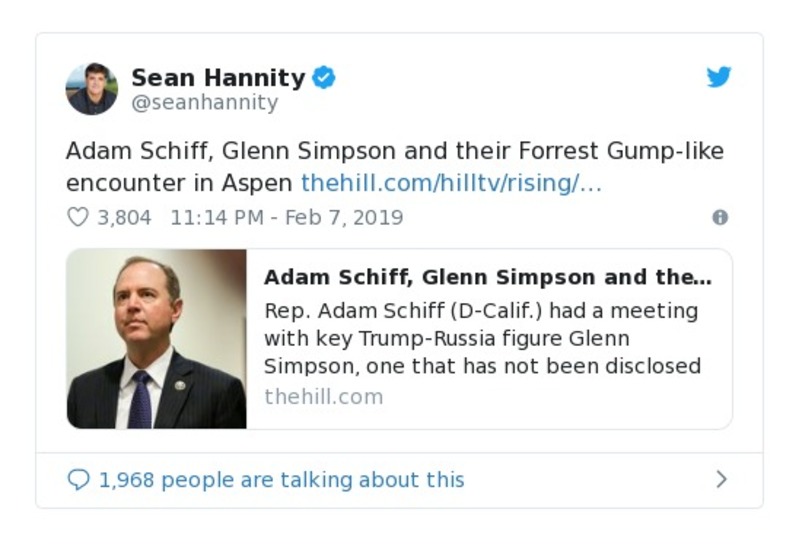 Sean Hannity
@seanhannity
Adam Schiff, Glenn Simpson and their Forrest Gump-like
encounter in Aspen thehill.com/hilltv/rising/…
3,804 11:14 PM - Feb 7, 2019
Adam Schiff, Glenn Simpson and the…
Rep. Adam Schiff (D-Calif.) had a meeting
with key Trump-Russia figure Glenn
Simpson, one that has not been disclosed
thehill.com
1,968 people are talking about this